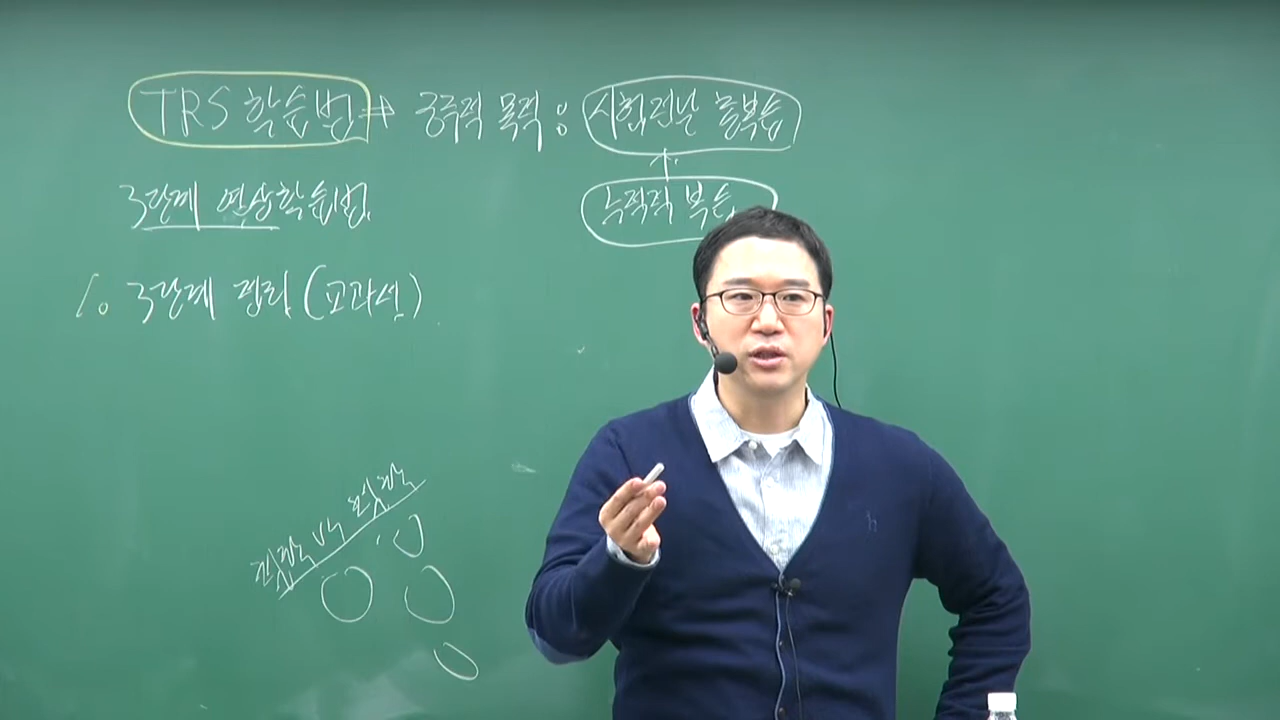 TRS 학습법 → 궁극적 목적 : 시험전날 총복습
누적적 복습
3단계 연상학습법
1. 3단계 정리 (교과서)
vs